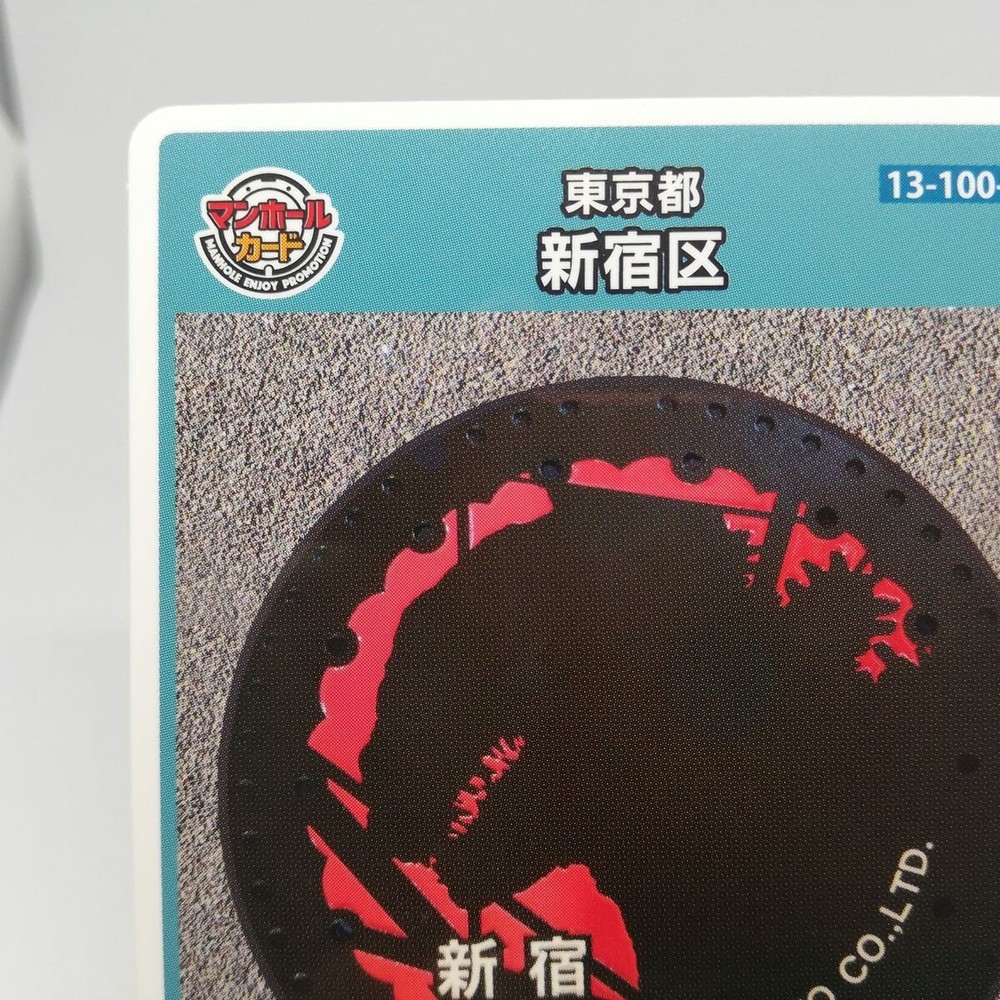 マンホール
カード
MANHOLE ENJOY PROMOTION
東京都
新宿区
13-100-
新宿
CO.,LTD.